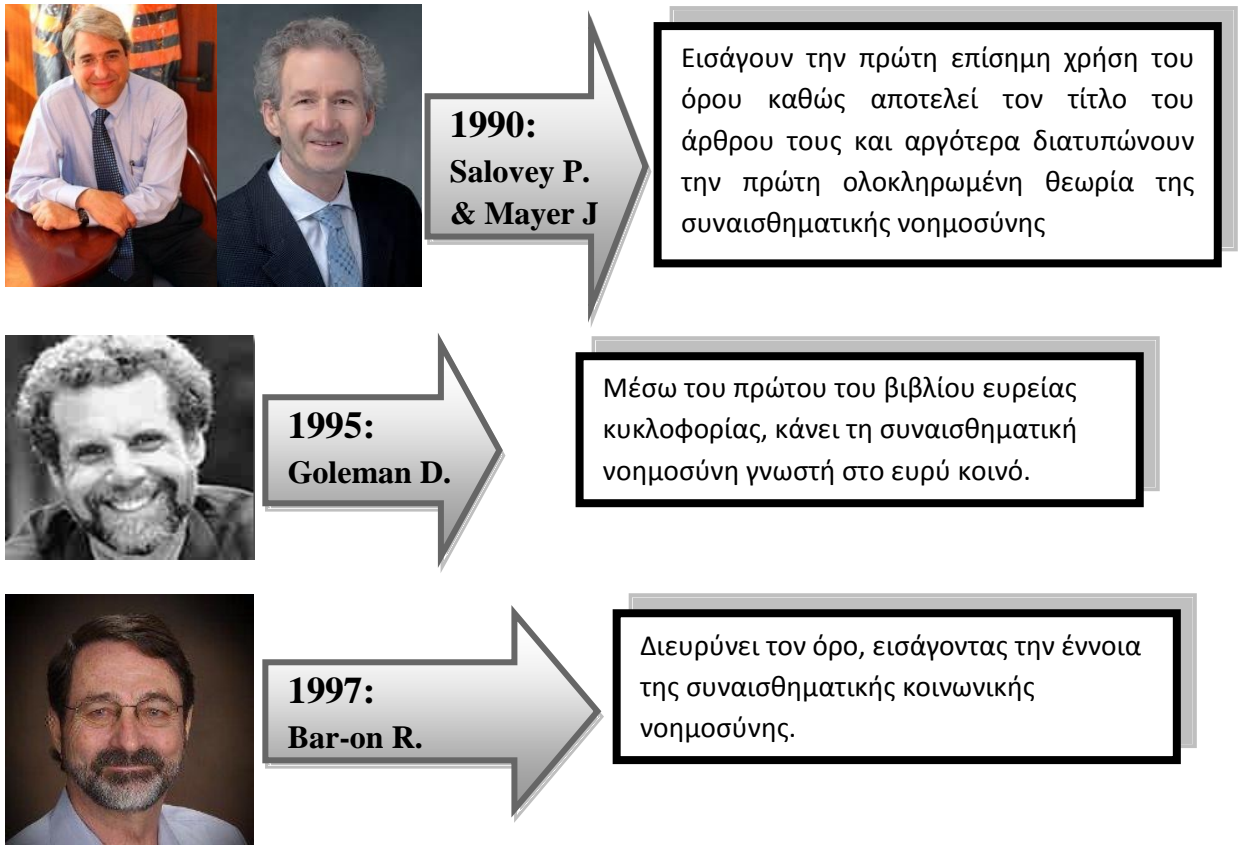 1990:
Salovey P.
& Mayer J
Εισάγουν την πρώτη επίσημη χρήση του
όρου καθώς αποτελεί τον τίτλο του
άρθρου τους και αργότερα διατυπώνουν
την πρώτη ολοκληρωμένη θεωρία της
συναισθηματικής νοημοσύνης
1995:
Goleman D.
Μέσω του πρώτου του βιβλίου ευρείας
κυκλοφορίας, κάνει τη συναισθηματική
νοημοσύνη γνωστή στο ευρύ κοινό.
1997:
Bar-on R.
Διευρύνει τον όρο, εισάγοντας την έννοια
της συναισθηματικής κοινωνικής
νοημοσύνης.